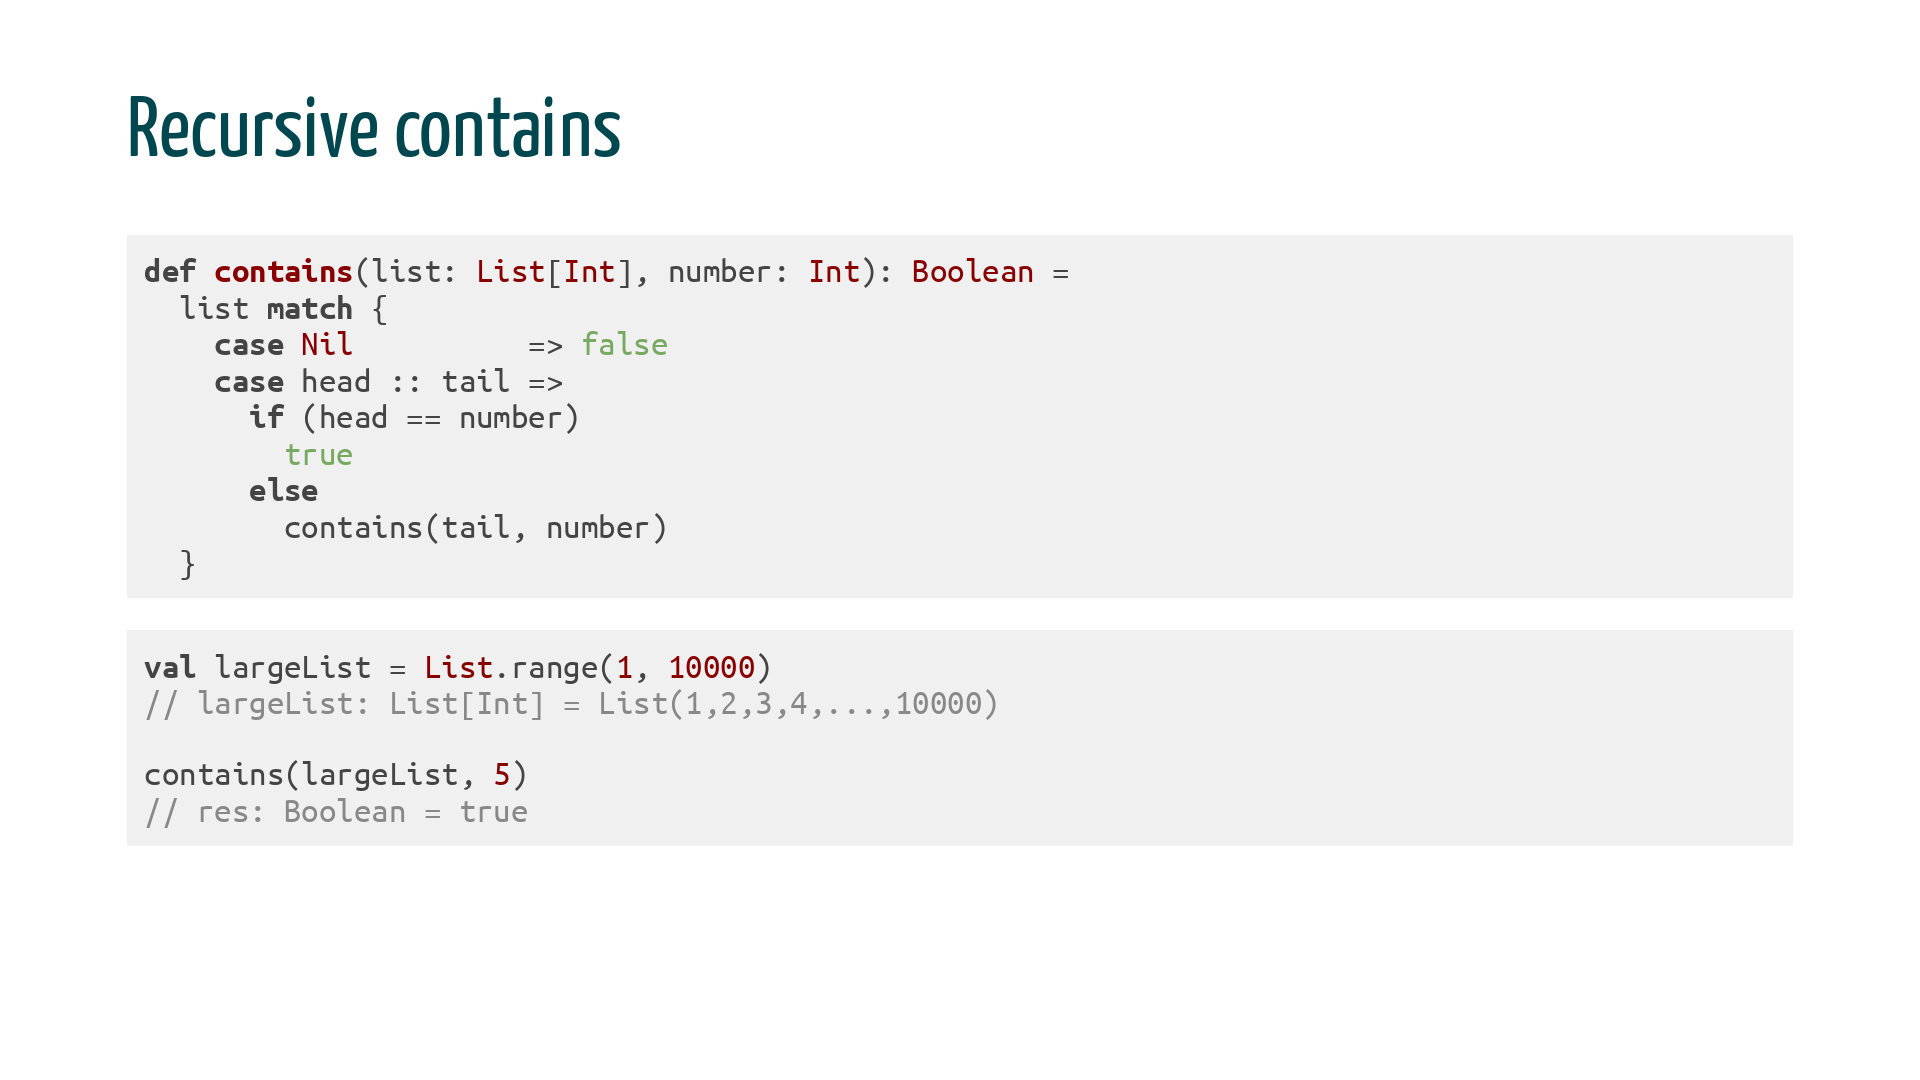 Recursive contains
def contains(list: List[Int], number: Int): Boolean =
  list match {
    case Nil          => false
    case head :: tail =>
      if (head == number)
        true
      else
        contains(tail, number)
  }
val largeList = List.range(1, 10000)
// largeList: List[Int] = List(1,2,3,4,...,10000)
contains(largeList, 5)
// res: Boolean = true